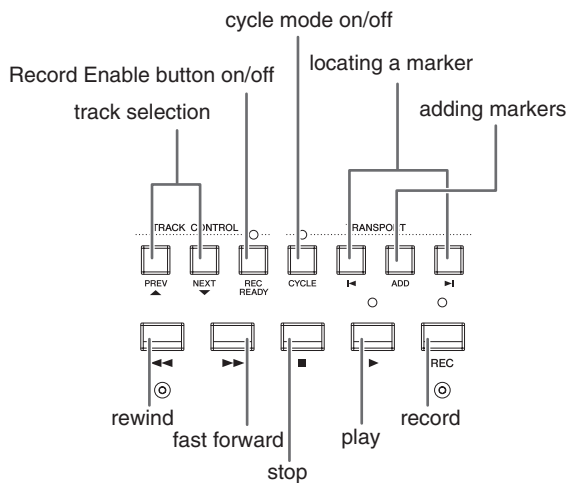 cycle mode on/off
Record Enable button on/off
locating a marker
track selection
adding markers
TRACK CONTROL
TRANSPORT
PREV
NEXT
REC
READY
CYCLE
ADD
REC
rewind
fast forward
stop
play
record